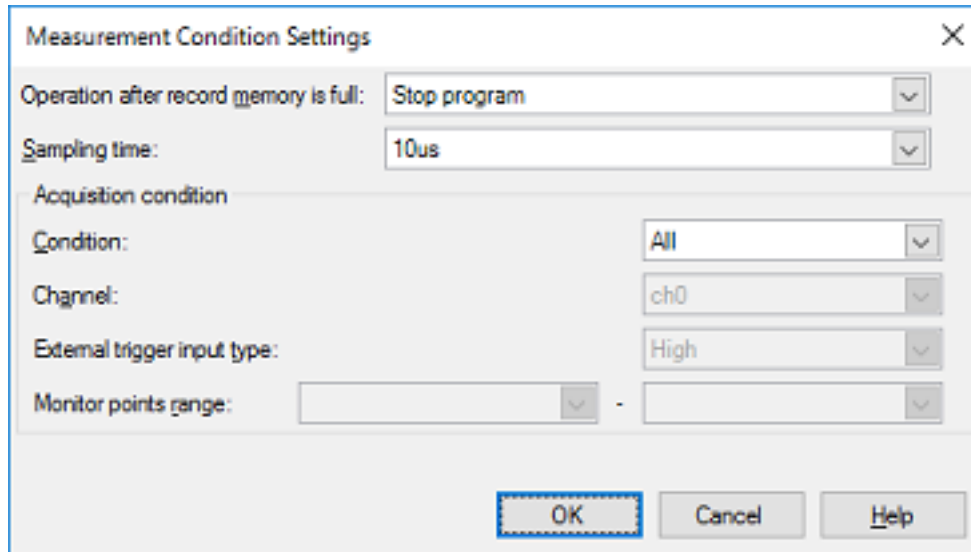 Measurement Condition Settings
Operation after record memory is full: Stop program
Sampling time: 10us
Acquisition condition
Condition: All
Channel: ch0
External trigger input type: High
Monitor points range: -
OK Cancel Help